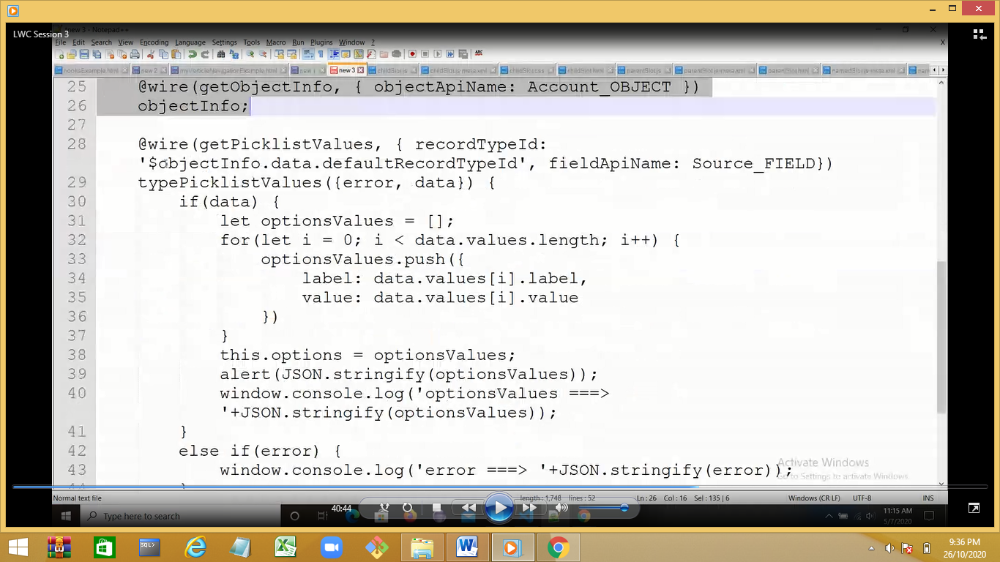 LWC Session 3
new 3 - Notepad++
File Edit Search View Encoding Language Settings Tools Macro Run Plugins Window ?
X
hooksExample.html new 2 new new 3 childSlot.js childSlot.js-meta.xml childSlot.css childSlot.html parentSlot.js parentSlot.js-meta.xml parentSlot.html namedSlot.js-meta.xml
25 @wire(getObjectInfo, { objectApiName: Account_OBJECT })
26 objectInfo;
27
28 @wire(getPicklistValues, { recordTypeId:
'$objectInfo.data.defaultRecordTypeId', fieldApiName: Source_FIELD})
29 typePicklistValues({error, data}) {
30 if(data) {
31 let optionsValues = [];
32 for(let i = 0; i < data.values.length; i++) {
33 optionsValues.push({
34 label: data.values[i].label,
35 value: data.values[i].value
36 })
37 }
38 this.options = optionsValues;
39 alert(JSON.stringify(optionsValues));
40 window.console.log('optionsValues ===>
'+JSON.stringify(optionsValues));
41 }
42 else if(error) {
43 window.console.log('error ===> '+JSON.stringify(error));
Activate Windows
Go to Settings to activate Windows.
Normal text file length : 1,748 lines : 52 Ln : 26 Col : 16 Sel : 135 | 6 Windows (CR LF) UTF-8 INS
40:44
Type here to search
11:15 AM
5/7/2020
SQL>
9:36 PM
26/10/2020